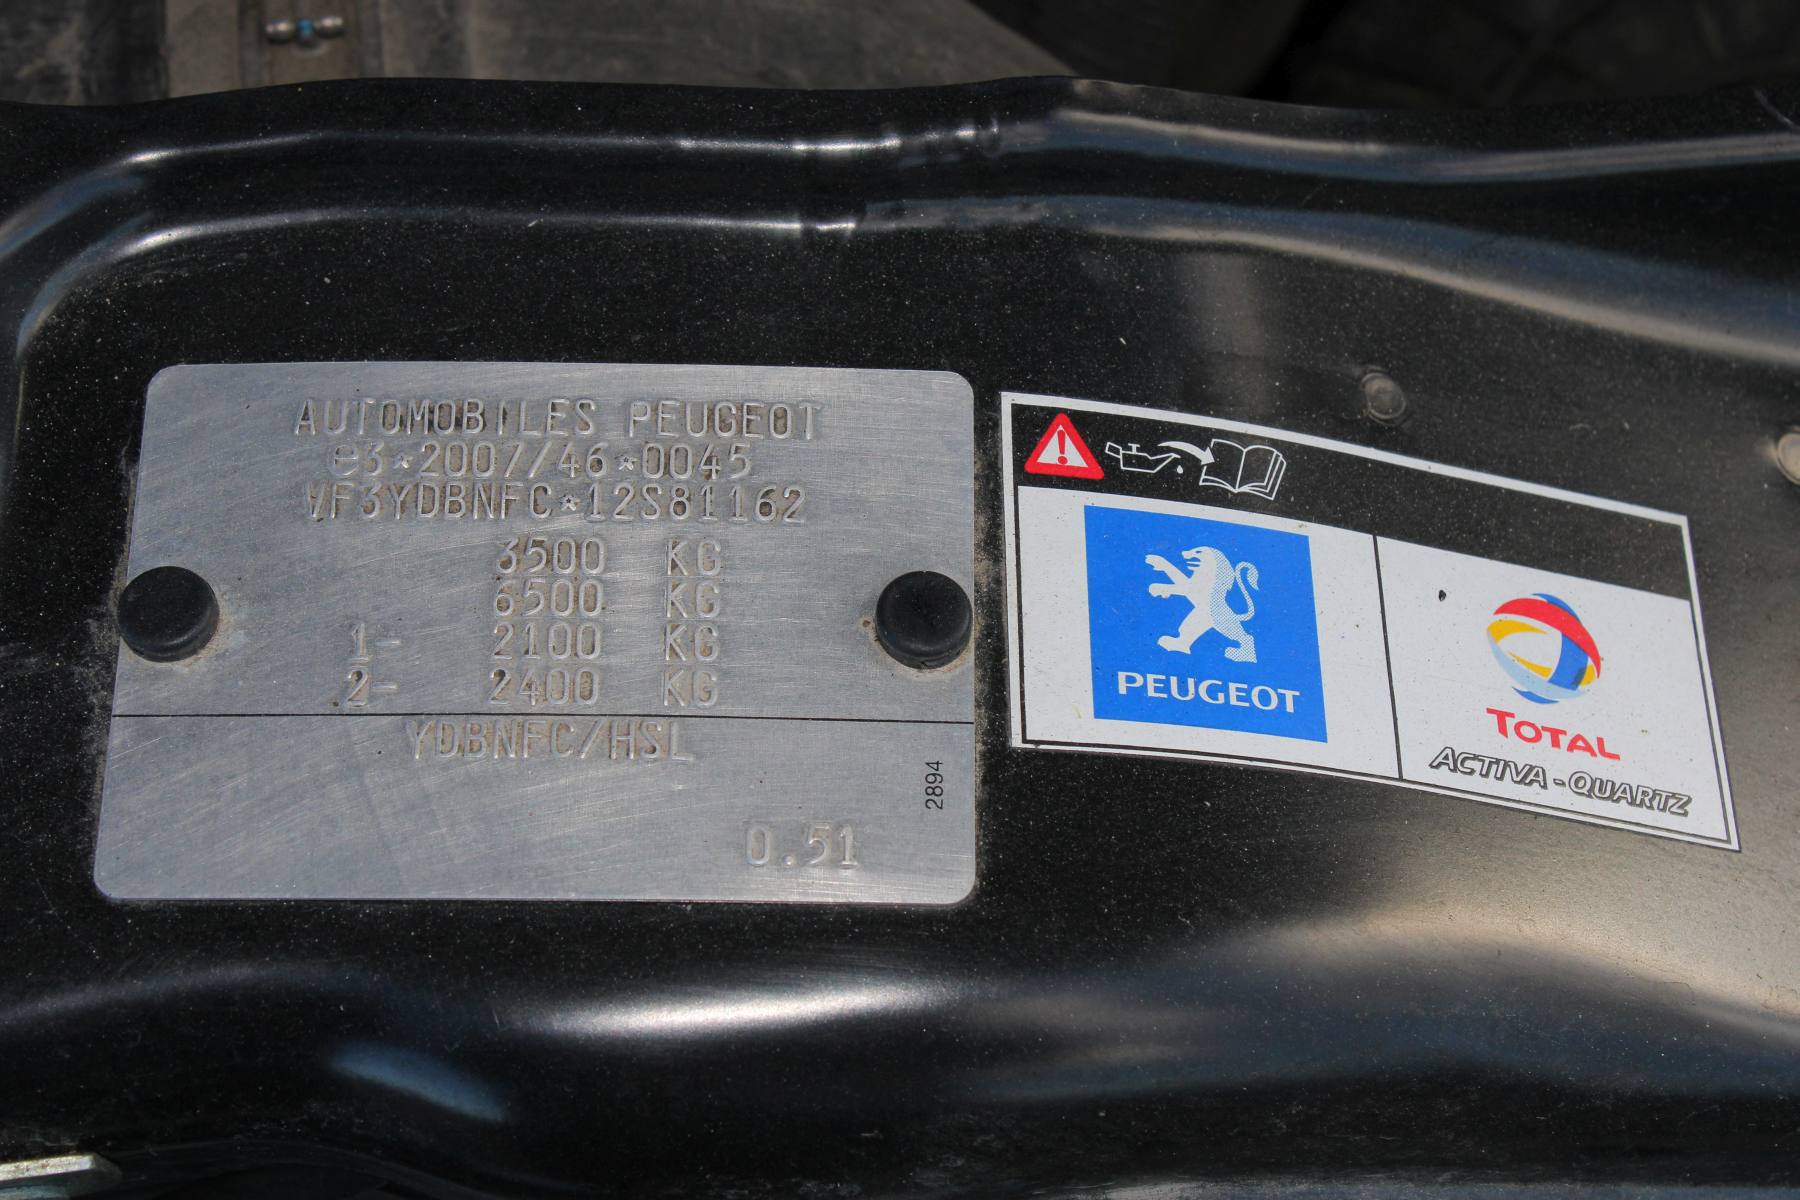 AUTOMOBILES PEUGEOT
e3*2007/46*0045
VF3YDBNFC*12S81162
3500 KG
6500 KG
1- 2100 KG
2- 2400 KG
YDBNFC/HSL
2894
0.51
PEUGEOT
TOTAL
ACTIVA-QUARTZ